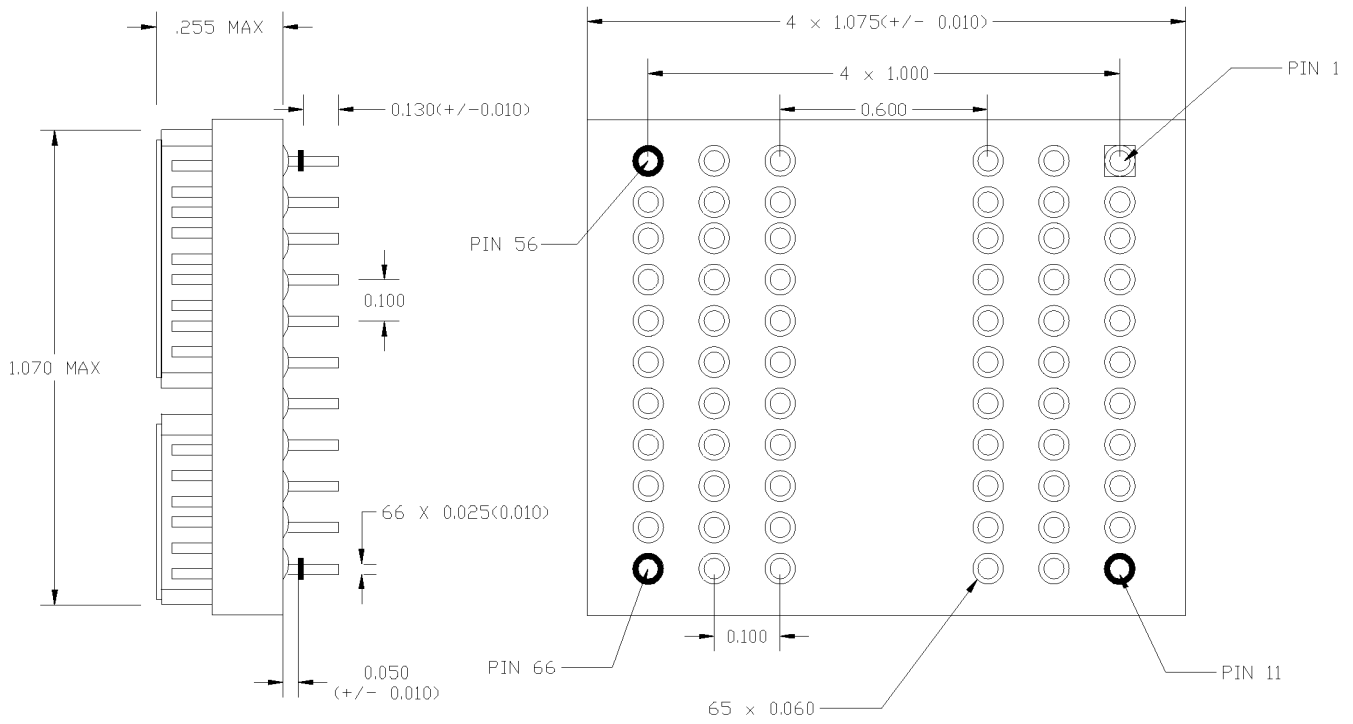 .255 MAX
4 × 1.075(+/- 0.010)
4 × 1.000
PIN 1
0.130(+/-0.010)
0.600
PIN 56
0.100
1.070 MAX
66 X 0.025(0.010)
0.100
PIN 66
0.050
(+/- 0.010)
PIN 11
65 × 0.060